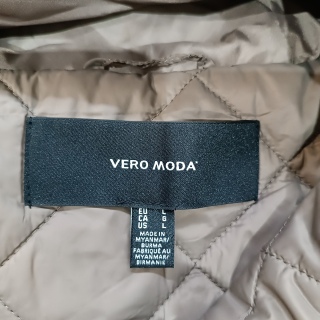 VERO MODA®
EU L
CA G
US L
MADE IN
MYANMAR/
BURMA
FABRIQUÉ AU
MYANMAR/
BIRMANIE